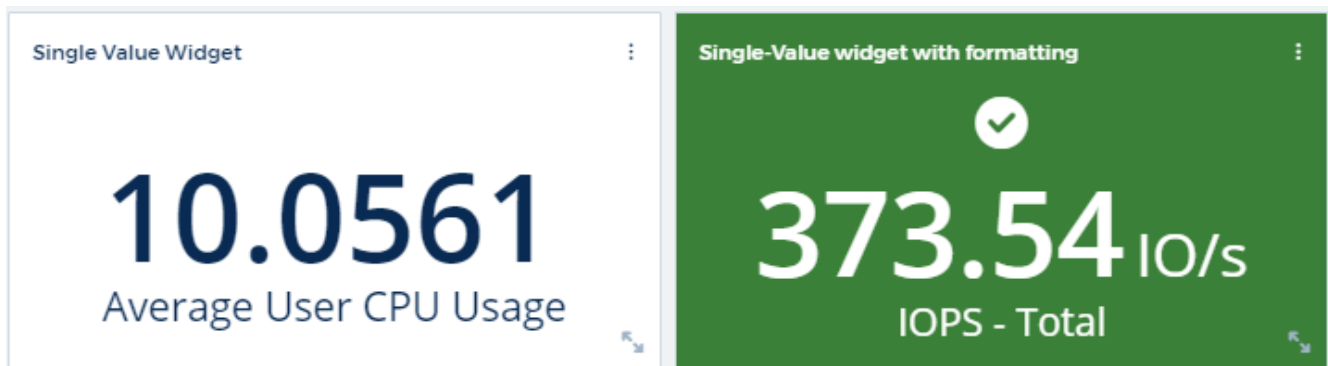 Single Value Widget
10.0561
Average User CPU Usage
Single-Value widget with formatting
373.54 IO/s
IOPS - Total